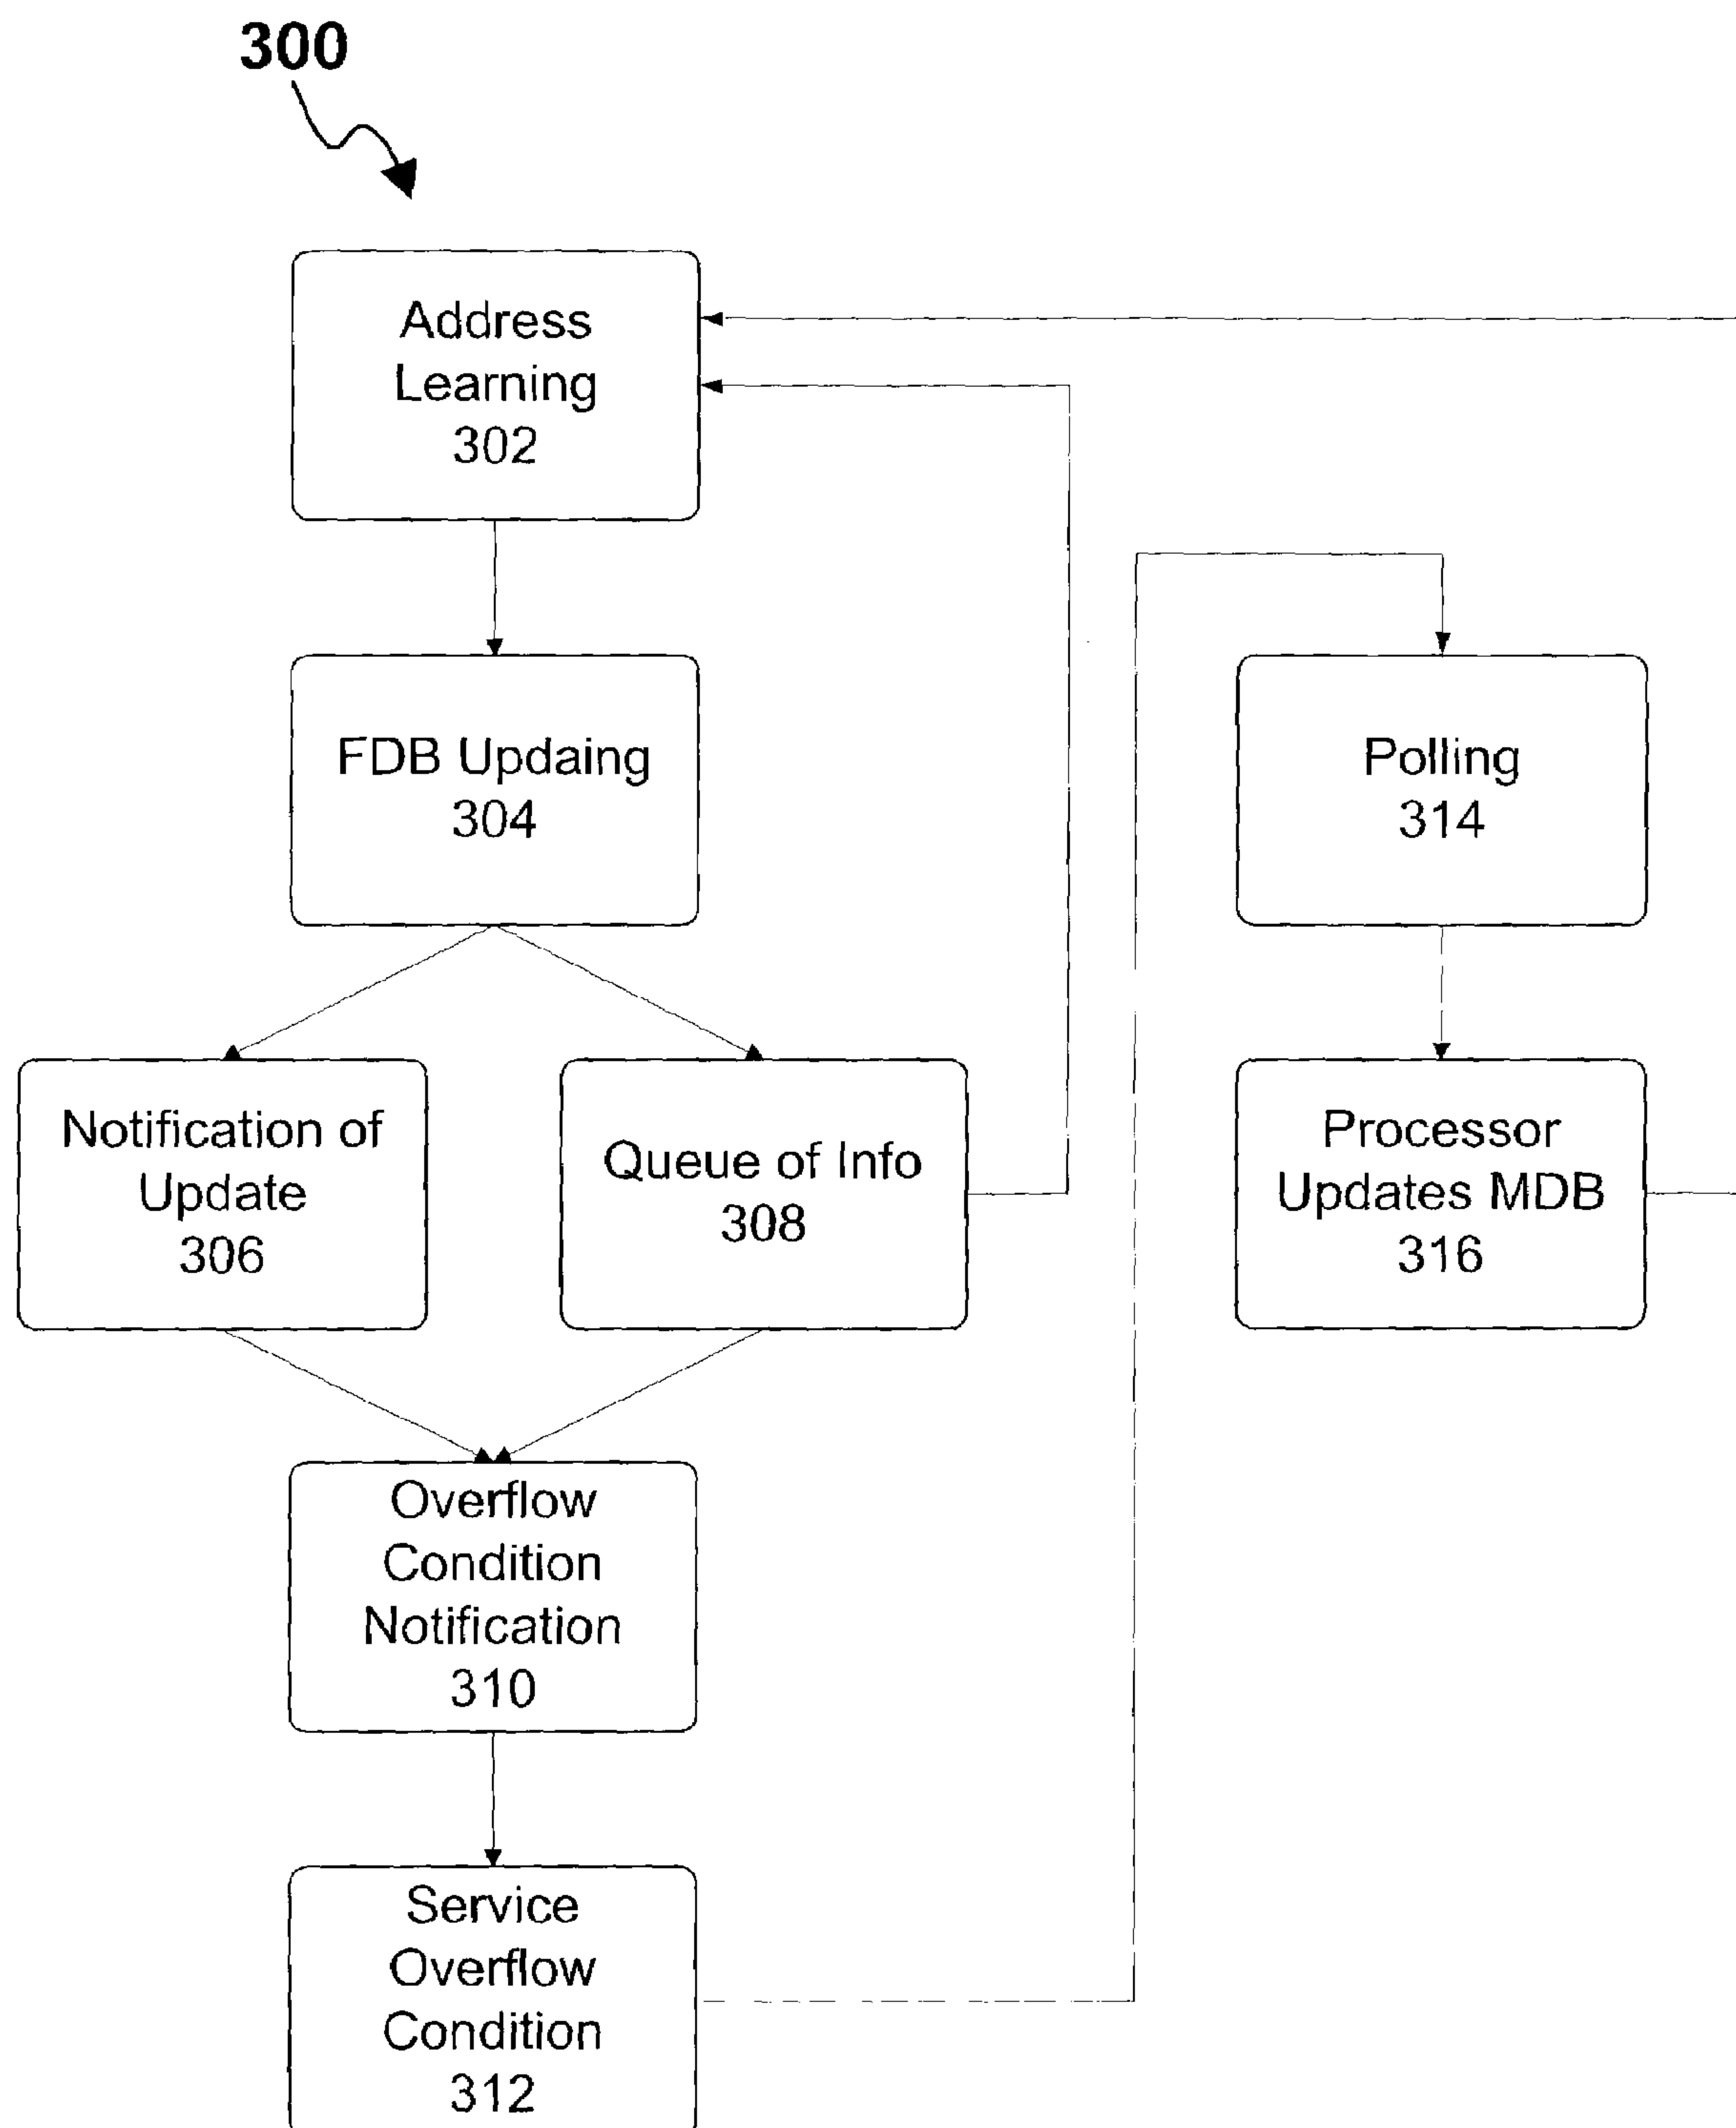 300
Address
Learning
302
FDB Updaing
304
Notification of
Update
306
Queue of Info
308
Overflow
Condition
Notification
310
Service
Overflow
Condition
312
Polling
314
Processor
Updates MDB
316